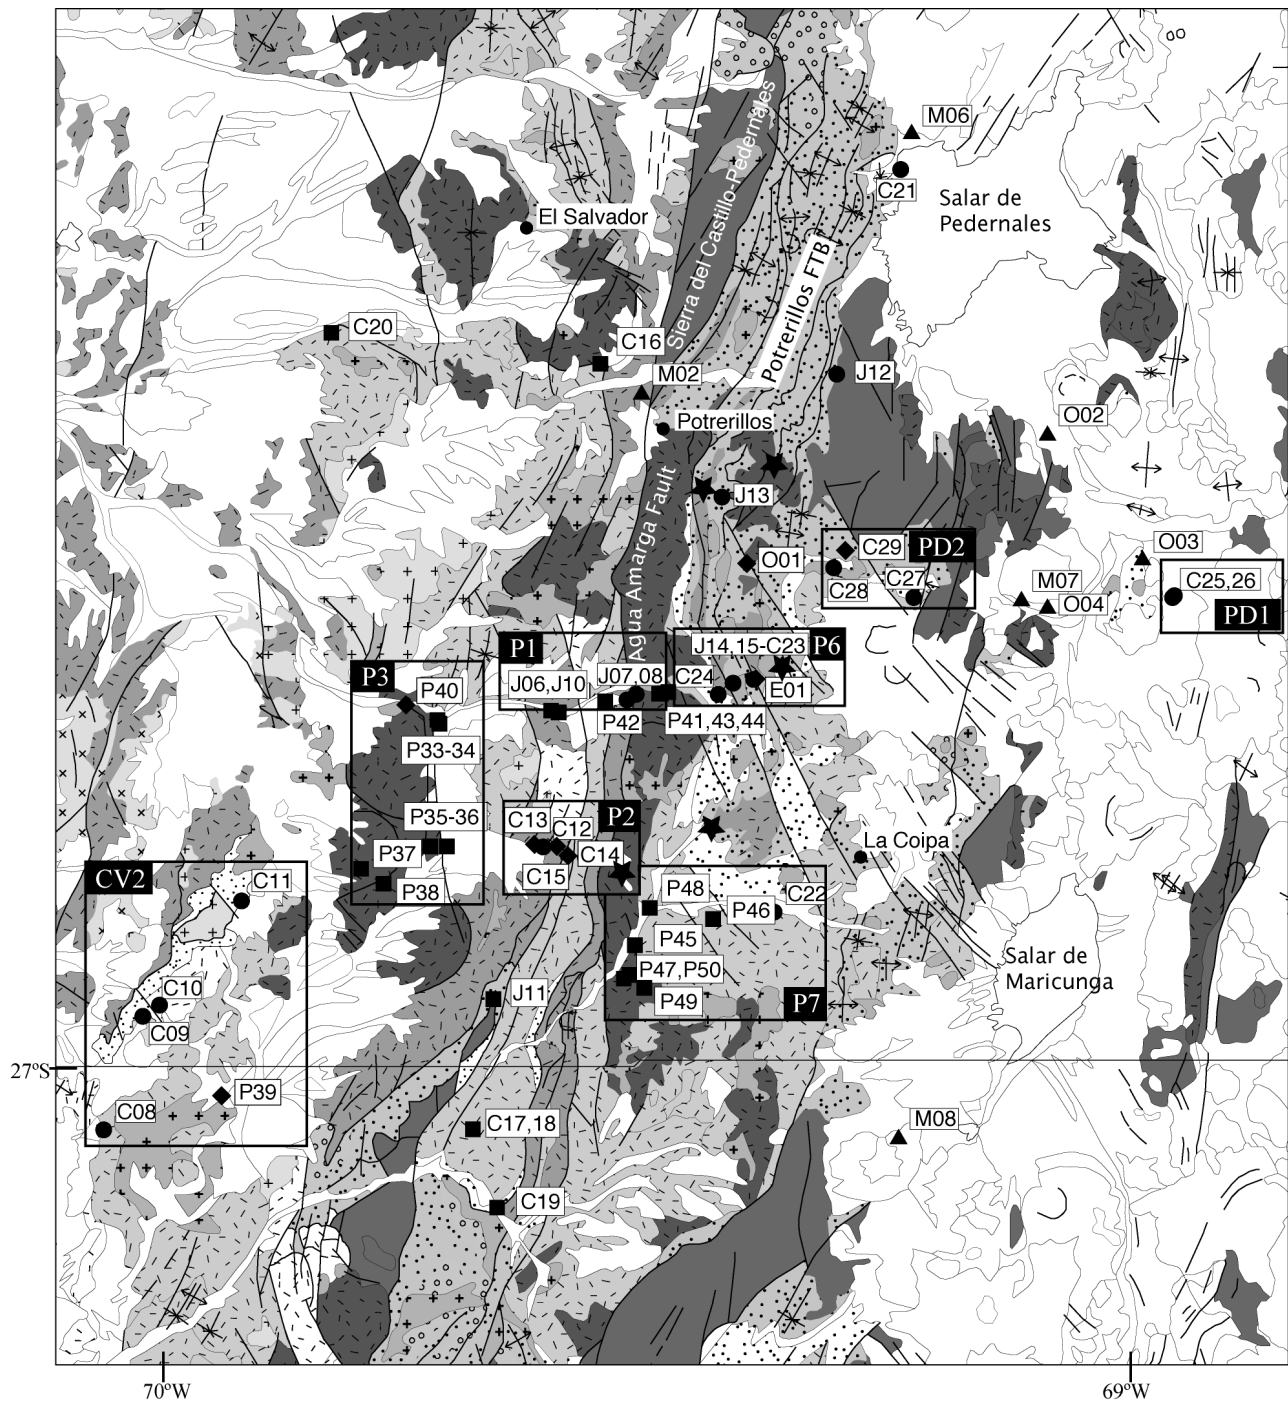 M06
C21
Salar de
Pedernales
El Salvador
Sierra del Castillo-Pedernales
Potrerillos FTB
C20
C16
M02
J12
O02
Potrerillos
Agua Amarga Fault
J13
O01
C29
PD2
C28
C27
O03
M07
O04
C25,26
PD1
P1
J06,J10
J07,08
P42
J14,15-C23
P6
C24
E01
P41,43,44
P3
P40
P33-34
P35-36
P37
P38
C13
C12
P2
C14
C15
La Coipa
CV2
C11
C10
C09
P39
C08
P48
C22
P46
P45
P47,P50
P49
P7
Salar de
Maricunga
J11
27ºS
C17,18
M08
C19
70ºW
69ºW